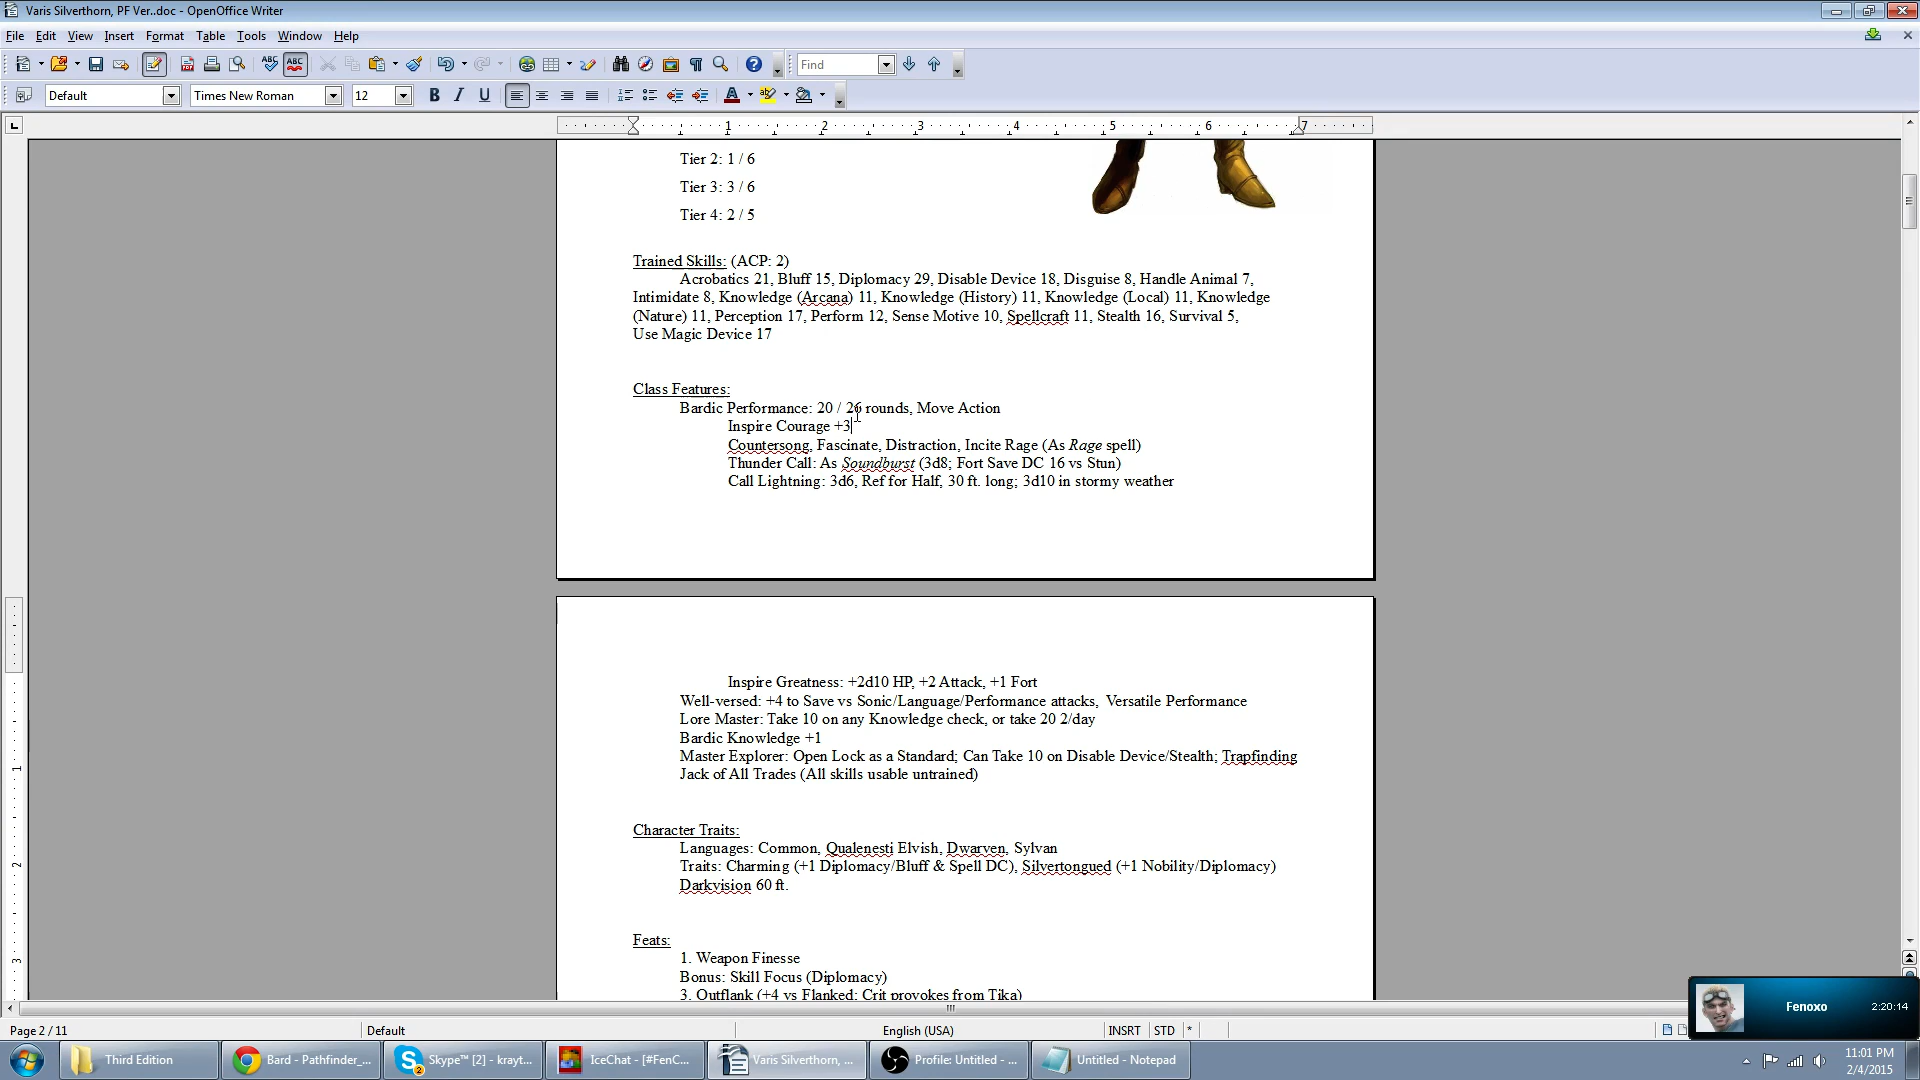 Varis Silverthorn, PF Ver..doc - OpenOffice Writer
File Edit View Insert Format Table Tools Window Help
Find
Default Times New Roman 12
1 2 3 4 5 6 7
Tier 2: 1 / 6
Tier 3: 3 / 6
Tier 4: 2 / 5
Trained Skills: (ACP: 2)
Acrobatics 21, Bluff 15, Diplomacy 29, Disable Device 18, Disguise 8, Handle Animal 7,
Intimidate 8, Knowledge (Arcana) 11, Knowledge (History) 11, Knowledge (Local) 11, Knowledge
(Nature) 11, Perception 17, Perform 12, Sense Motive 10, Spellcraft 11, Stealth 16, Survival 5,
Use Magic Device 17
Class Features:
Bardic Performance: 20 / 26 rounds, Move Action
Inspire Courage +3
Countersong, Fascinate, Distraction, Incite Rage (As Rage spell)
Thunder Call: As Soundburst (3d8; Fort Save DC 16 vs Stun)
Call Lightning: 3d6, Ref for Half, 30 ft. long; 3d10 in stormy weather
Inspire Greatness: +2d10 HP, +2 Attack, +1 Fort
Well-versed: +4 to Save vs Sonic/Language/Performance attacks, Versatile Performance
Lore Master: Take 10 on any Knowledge check, or take 20 2/day
Bardic Knowledge +1
Master Explorer: Open Lock as a Standard; Can Take 10 on Disable Device/Stealth; Trapfinding
Jack of All Trades (All skills usable untrained)
Character Traits:
Languages: Common, Qualenesti Elvish, Dwarven, Sylvan
Traits: Charming (+1 Diplomacy/Bluff & Spell DC), Silvertongued (+1 Nobility/Diplomacy)
Darkvision 60 ft.
Feats:
1. Weapon Finesse
Bonus: Skill Focus (Diplomacy)
3. Outflank (+4 vs Flanked; Crit provokes from Tika)
1
2
3
Fenoxo 2:20:14
Page 2 / 11 Default English (USA) INSRT STD *
Third Edition Bard - Pathfinder_... Skype™ [2] - krayt... IceChat - [#FenC... Varis Silverthorn, ... Profile: Untitled - ... Untitled - Notepad
11:01 PM
2/4/2015